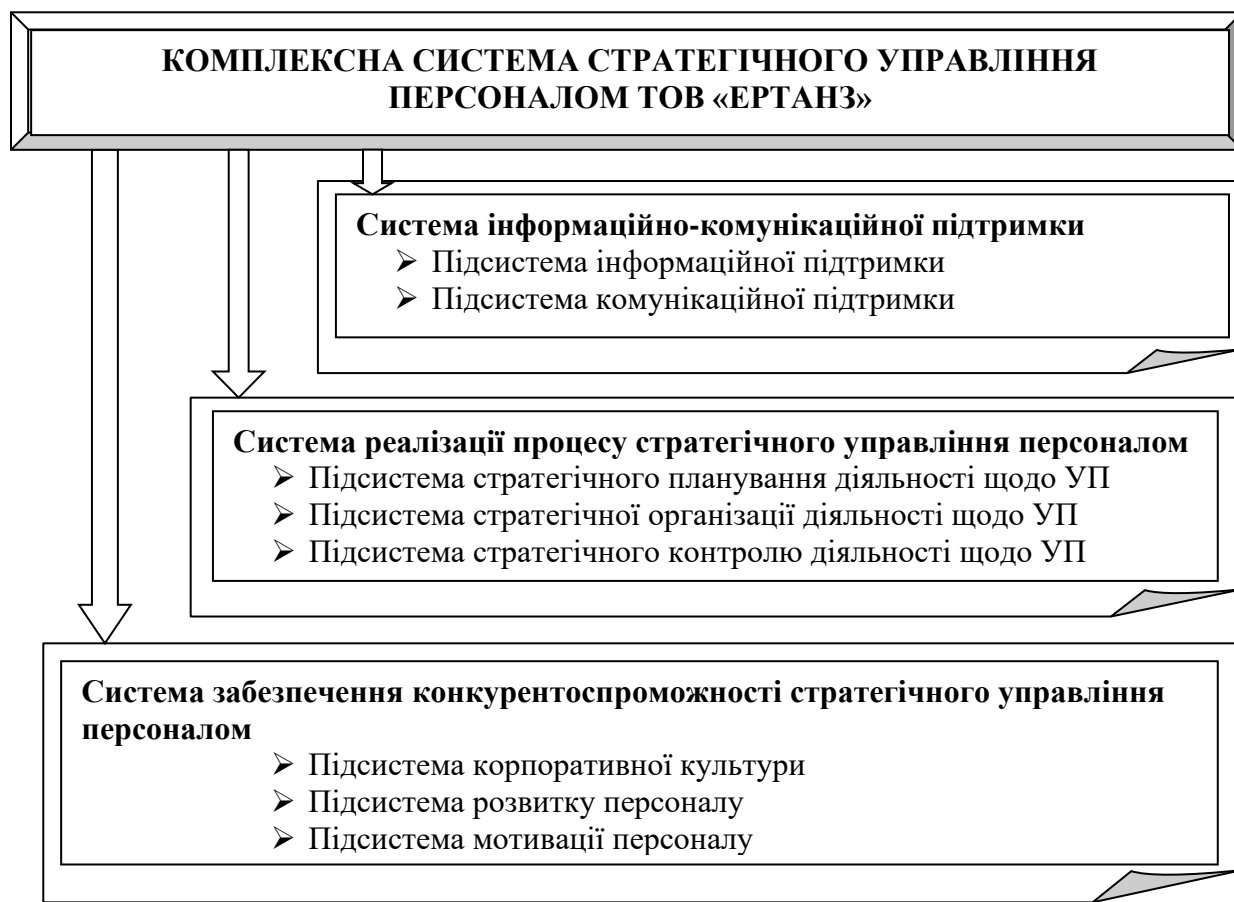 КОМПЛЕКСНА СИСТЕМА СТРАТЕГІЧНОГО УПРАВЛІННЯ
ПЕРСОНАЛОМ ТОВ «ЕРТАНЗ»
Система інформаційно-комунікаційної підтримки
➢ Підсистема інформаційної підтримки
➢ Підсистема комунікаційної підтримки
Система реалізації процесу стратегічного управління персоналом
➢ Підсистема стратегічного планування діяльності щодо УП
➢ Підсистема стратегічної організації діяльності щодо УП
➢ Підсистема стратегічного контролю діяльності щодо УП
Система забезпечення конкурентоспроможності стратегічного управління
персоналом
➢ Підсистема корпоративної культури
➢ Підсистема розвитку персоналу
➢ Підсистема мотивації персоналу